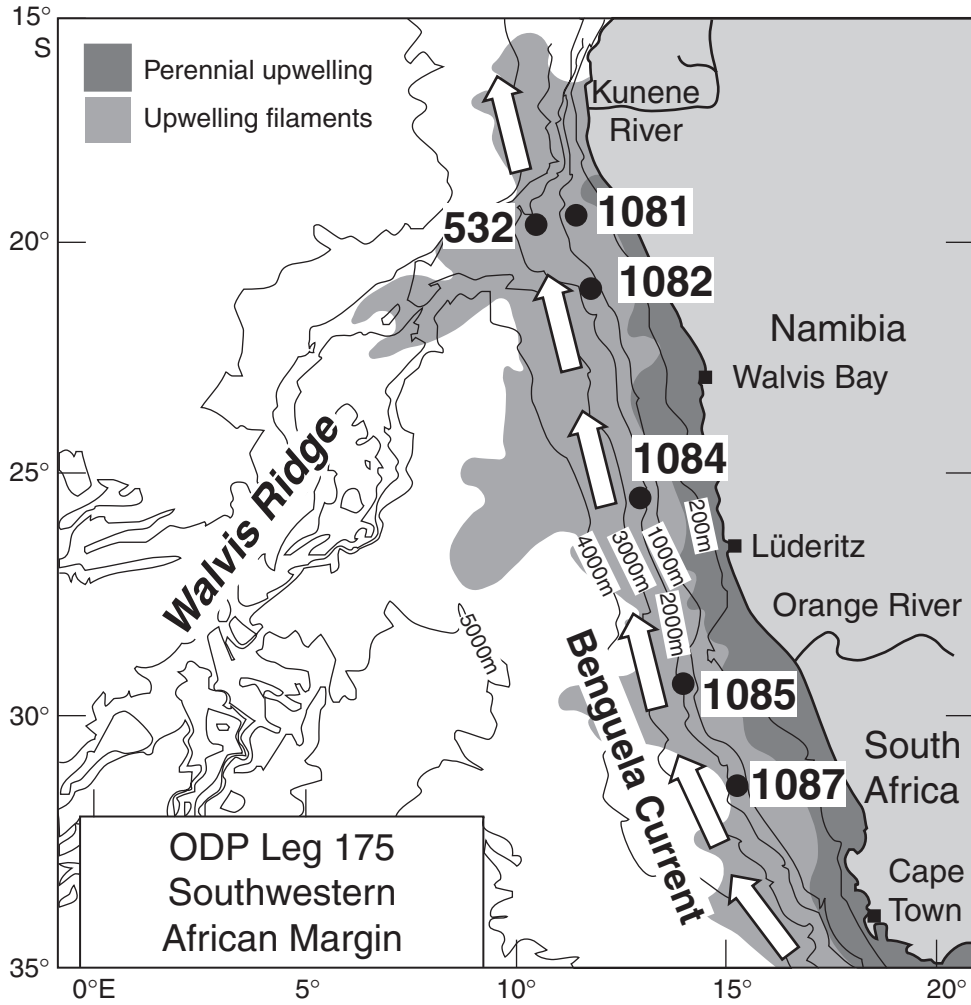 15°
S
Perennial upwelling
Upwelling filaments
Kunene
River
532
1081
20°
1082
Namibia
Walvis Bay
Walvis Ridge
1084
25°
200m
1000m
3000m
4000m
2000m
Lüderitz
Orange River
5000m
Benguela Current
1085
30°
South
Africa
1087
ODP Leg 175
Southwestern
African Margin
Cape
Town
35°
0°E
5°
10°
15°
20°